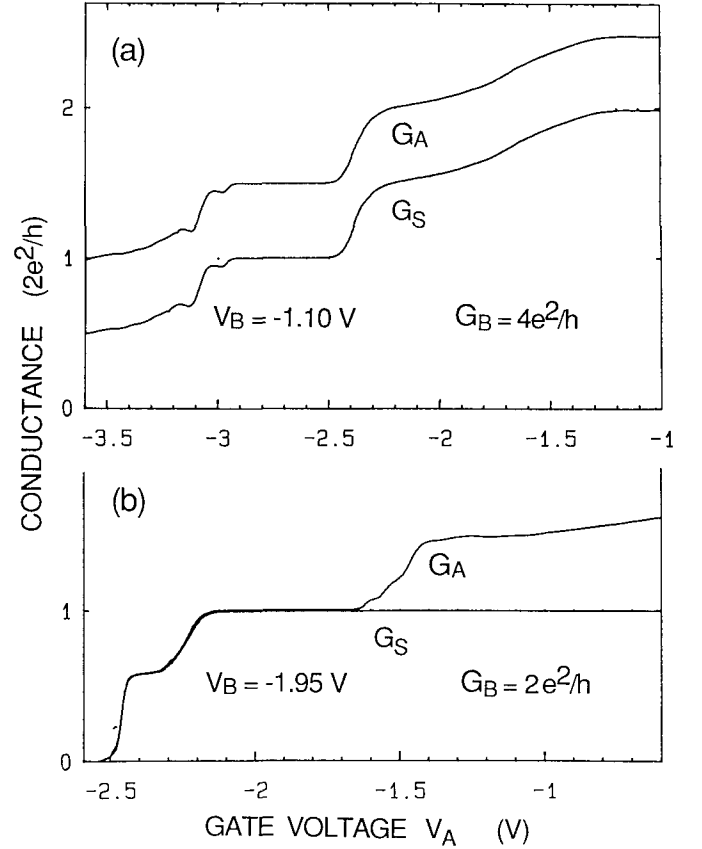 (a)
2
GA
GS
1
VB = -1.10 V GB = 4e2/h
0
-3.5 -3 -2.5 -2 -1.5 -1
CONDUCTANCE (2e2/h)
(b)
GA
1
GS
VB = -1.95 V GB = 2e2/h
0
-2.5 -2 -1.5 -1
GATE VOLTAGE VA (V)